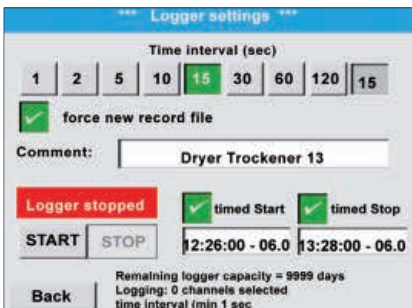 *** Logger settings ***
Time interval (sec)
1 2 5 10 15 30 60 120 15
force new record file
Comment: Dryer Trockener 13
Logger stopped timed Start timed Stop
START STOP 12:26:00 - 06.0 13:28:00 - 06.0
Remaining logger capacity = 9999 days
Back Logging: 0 channels selected
time interval (min 1 sec